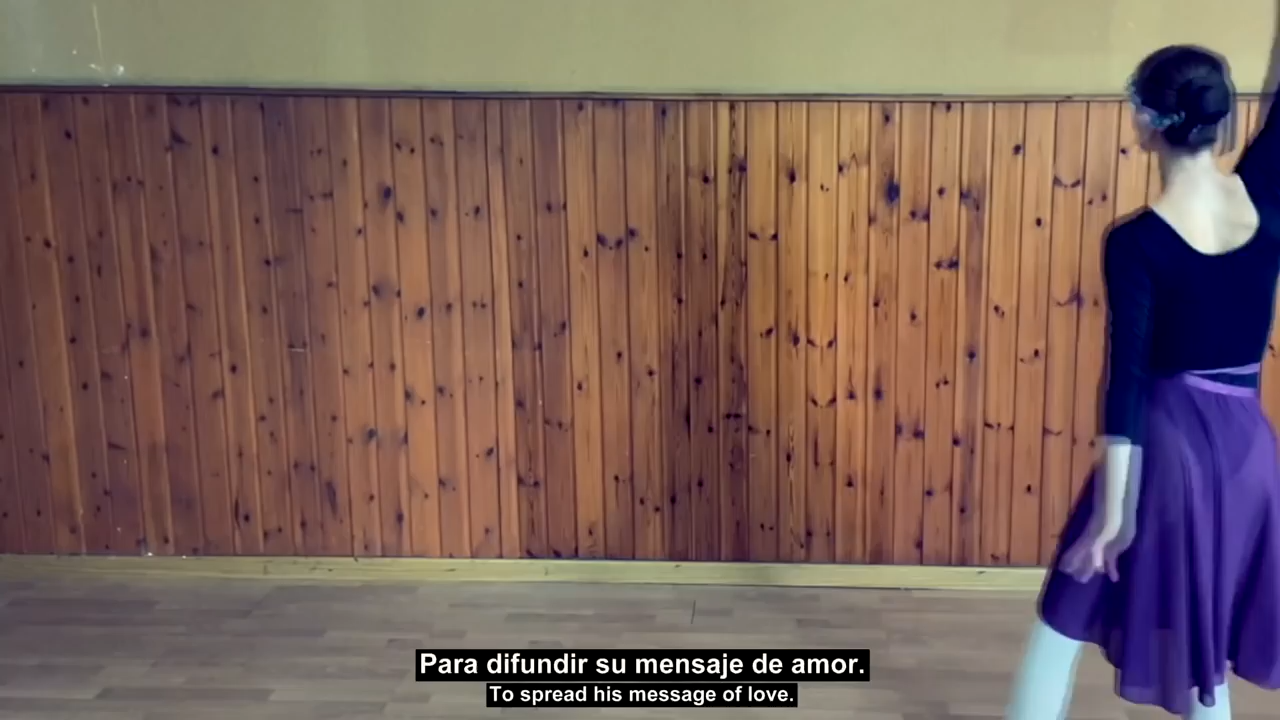 Para difundir su mensaje de amor.
To spread his message of love.